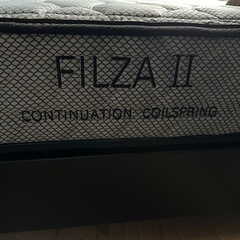 FILZA II
CONTINUATION COILSPRING